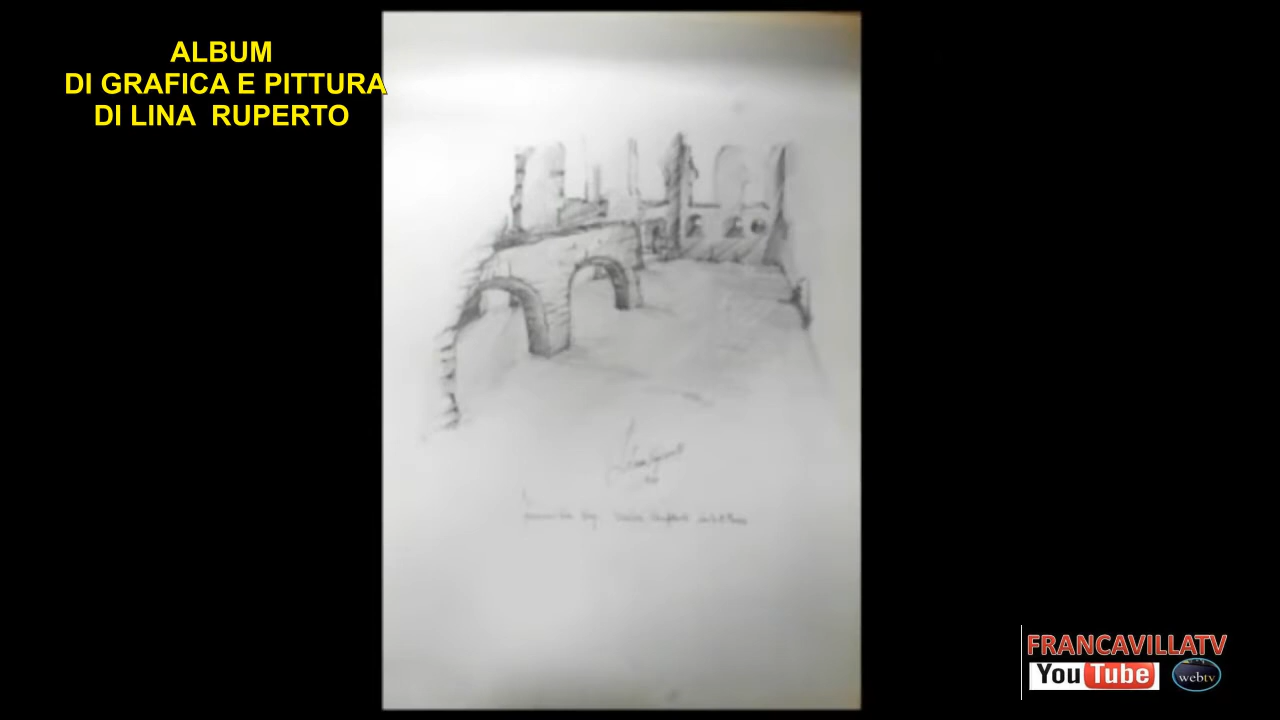 ALBUM
DI GRAFICA E PITTURA
DI LINA RUPERTO
FRANCAVILLATV
YouTube
webtv